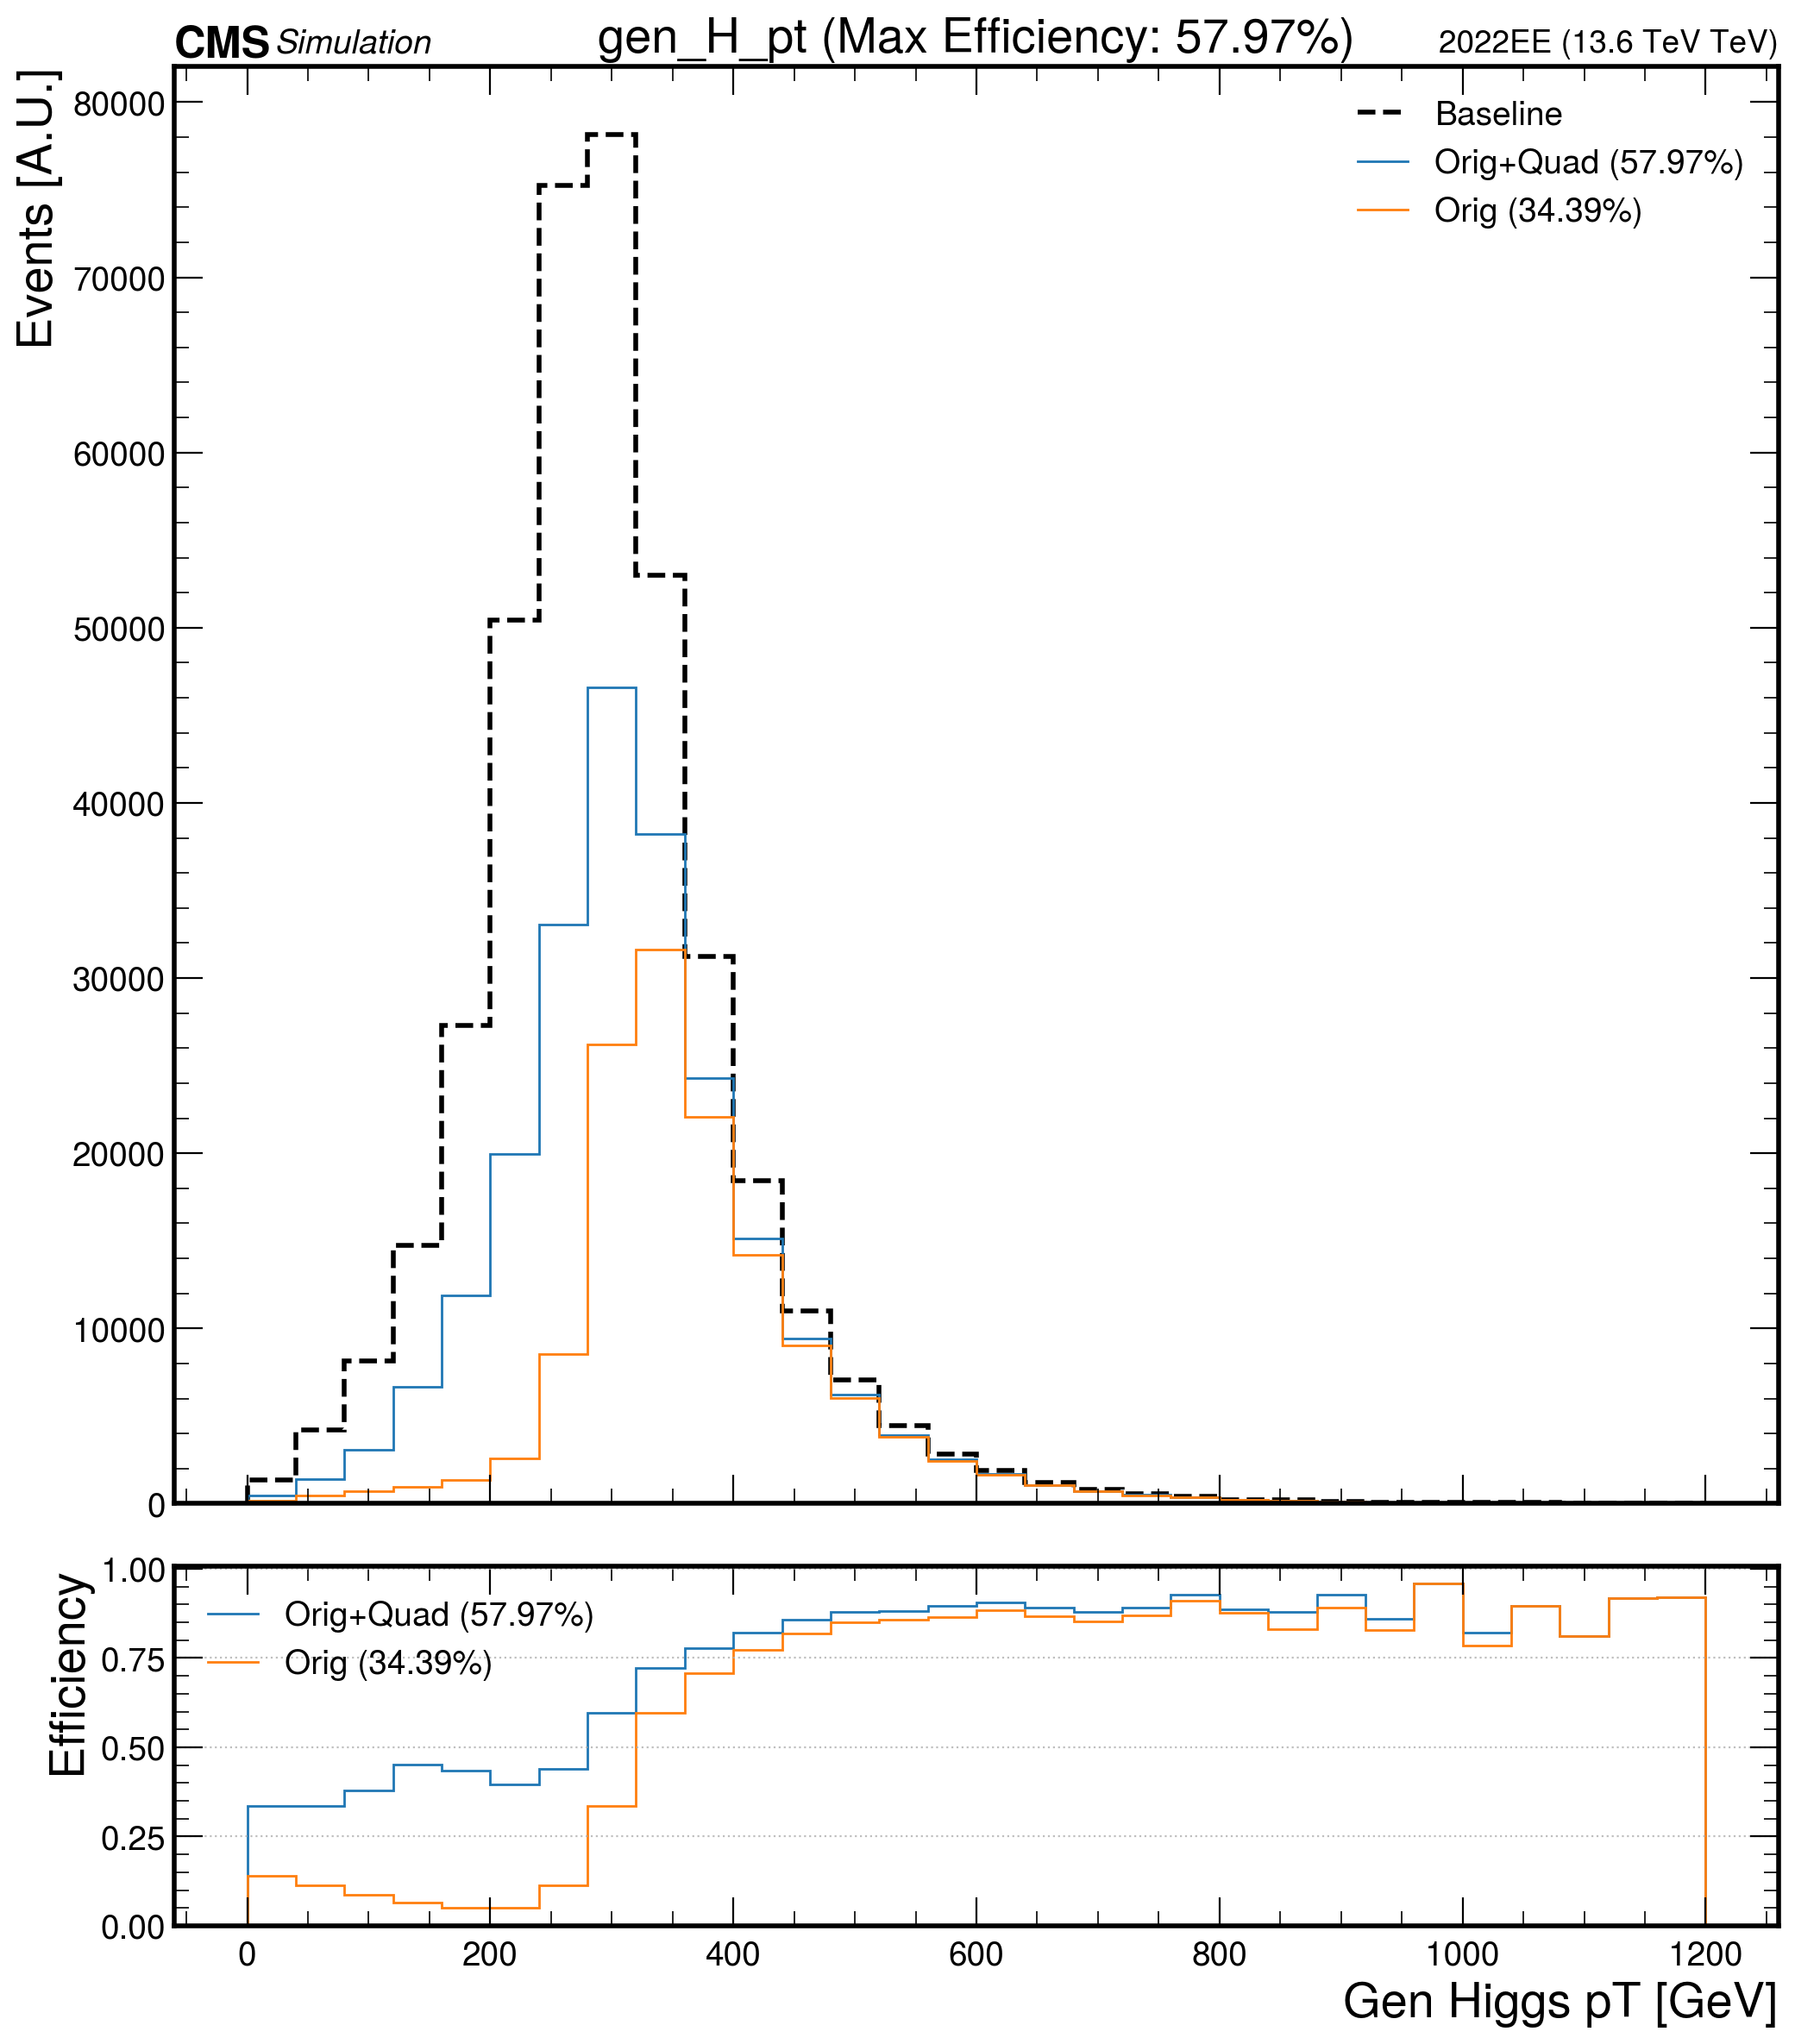 CMS Simulation gen_H_pt (Max Efficiency: 57.97%) 2022EE (13.6 TeV TeV)
Events [A.U.]
80000
70000
60000
50000
40000
30000
20000
10000
0
Baseline
Orig+Quad (57.97%)
Orig (34.39%)
Efficiency
1.00
0.75
0.50
0.25
0.00
Orig+Quad (57.97%)
Orig (34.39%)
0 200 400 600 800 1000 1200
Gen Higgs pT [GeV]